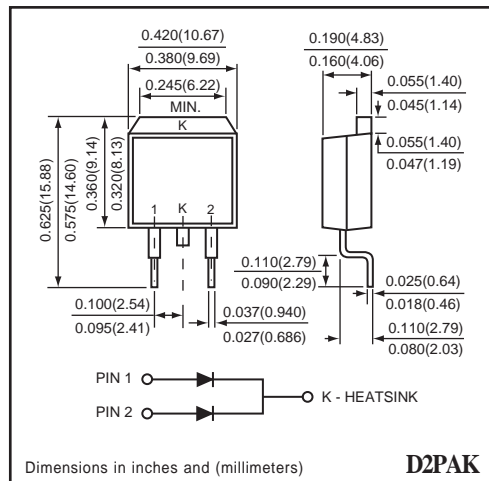 0.420(10.67)
0.380(9.69)
0.245(6.22)
MIN.
K
0.625(15.88)
0.575(14.60)
0.360(9.14)
0.320(8.13)
1 K 2
0.100(2.54)
0.095(2.41)
0.037(0.940)
0.027(0.686)
0.190(4.83)
0.160(4.06)
0.055(1.40)
0.045(1.14)
0.055(1.40)
0.047(1.19)
0.110(2.79)
0.090(2.29)
0.025(0.64)
0.018(0.46)
0.110(2.79)
0.080(2.03)
PIN 1
PIN 2
K - HEATSINK
Dimensions in inches and (millimeters)
D2PAK